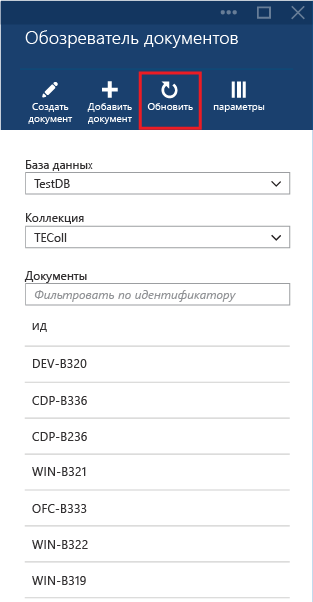 Обозреватель документов
Создать документ
Добавить документ
Обновить
параметры
База данных
TestDB
Коллекция
TEColl
Документы
Фильтровать по идентификатору
ид
DEV-B320
CDP-B336
CDP-B236
WIN-B321
OFC-B333
WIN-B322
WIN-B319